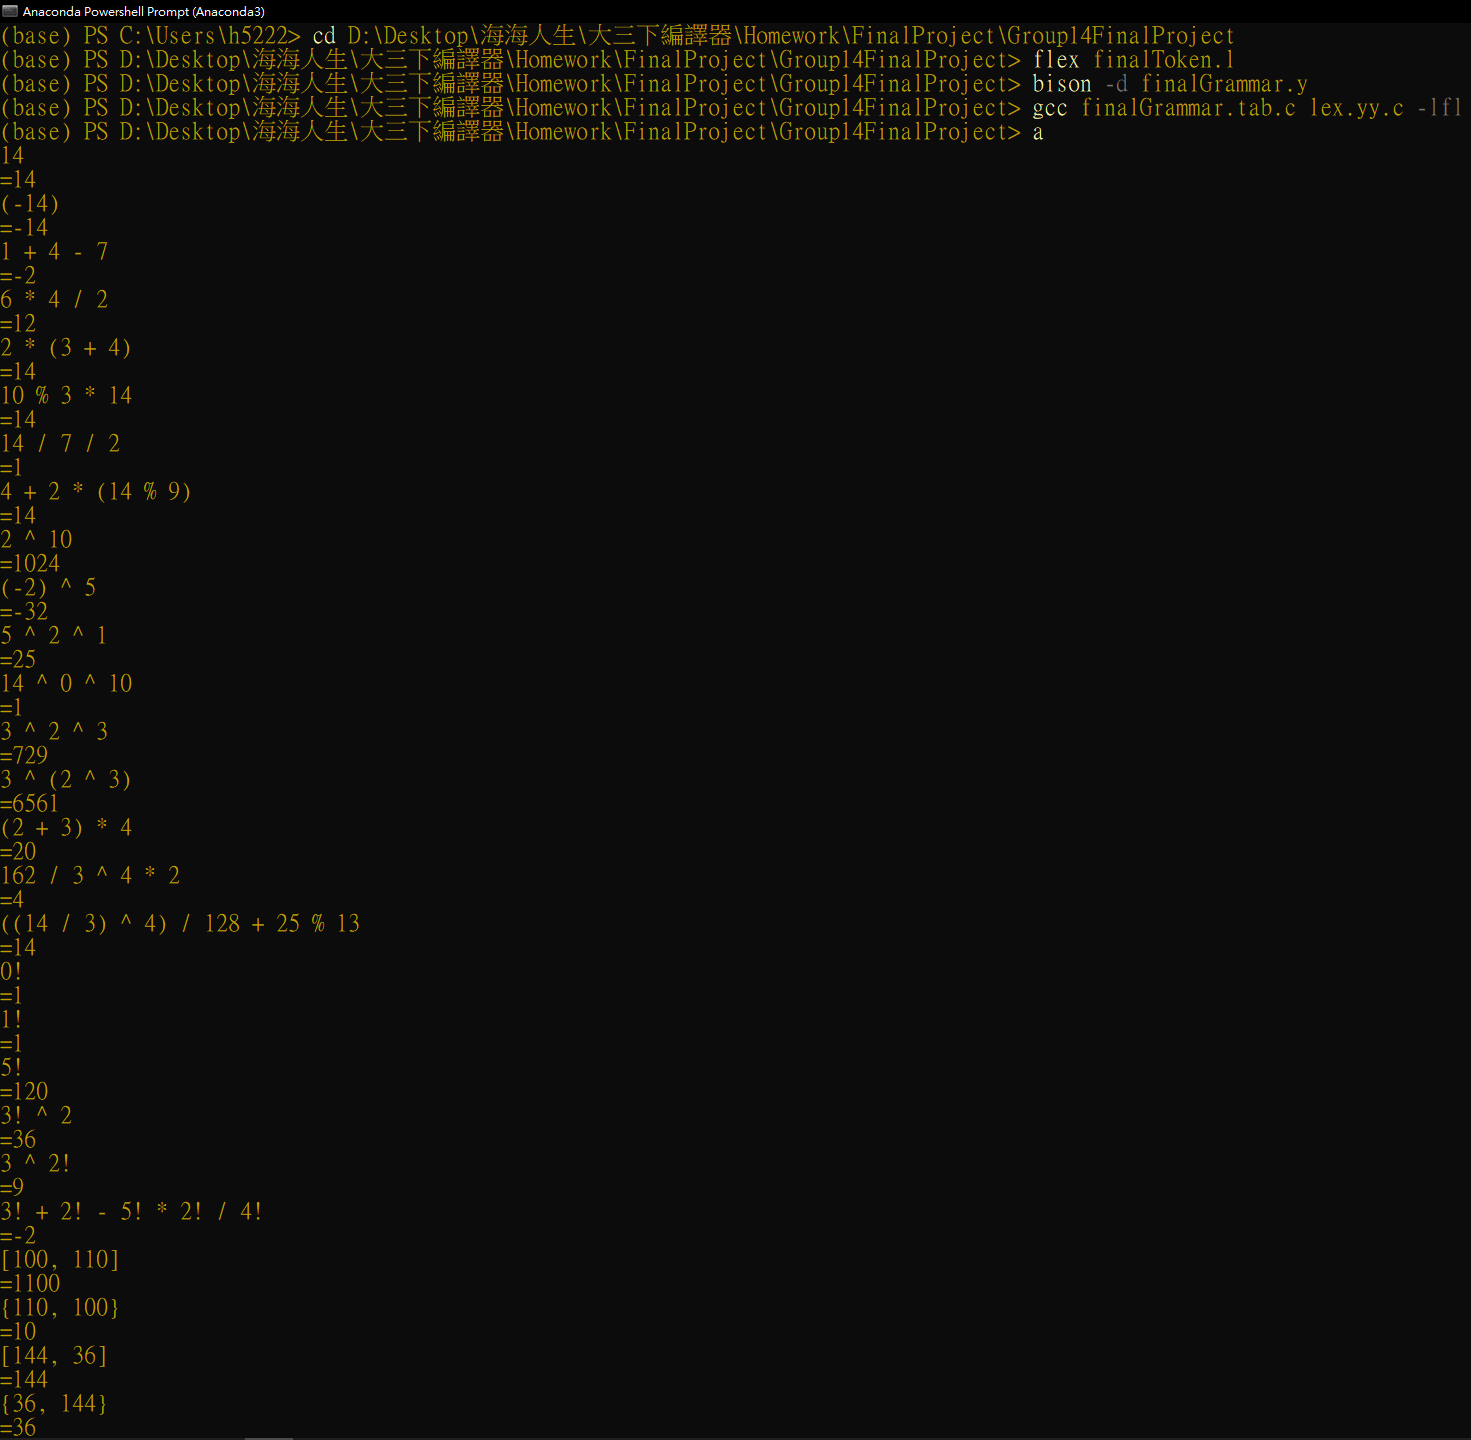 Anaconda Powershell Prompt (Anaconda3)
(base) PS C:\Users\h5222> cd D:\Desktop\海海人生\大三下編譯器\Homework\FinalProject\Group14FinalProject
(base) PS D:\Desktop\海海人生\大三下編譯器\Homework\FinalProject\Group14FinalProject> flex finalToken.l
(base) PS D:\Desktop\海海人生\大三下編譯器\Homework\FinalProject\Group14FinalProject> bison -d finalGrammar.y
(base) PS D:\Desktop\海海人生\大三下編譯器\Homework\FinalProject\Group14FinalProject> gcc finalGrammar.tab.c lex.yy.c -lfl
(base) PS D:\Desktop\海海人生\大三下編譯器\Homework\FinalProject\Group14FinalProject> a
14
=14
(-14)
=-14
1 + 4 - 7
=-2
6 * 4 / 2
=12
2 * (3 + 4)
=14
10 % 3 * 14
=14
14 / 7 / 2
=1
4 + 2 * (14 % 9)
=14
2 ^ 10
=1024
(-2) ^ 5
=-32
5 ^ 2 ^ 1
=25
14 ^ 0 ^ 10
=1
3 ^ 2 ^ 3
=729
3 ^ (2 ^ 3)
=6561
(2 + 3) * 4
=20
162 / 3 ^ 4 * 2
=4
((14 / 3) ^ 4) / 128 + 25 % 13
=14
0!
=1
1!
=1
5!
=120
3! ^ 2
=36
3 ^ 2!
=9
3! + 2! - 5! * 2! / 4!
=-2
[100, 110]
=1100
{110, 100}
=10
[144, 36]
=144
{36, 144}
=36